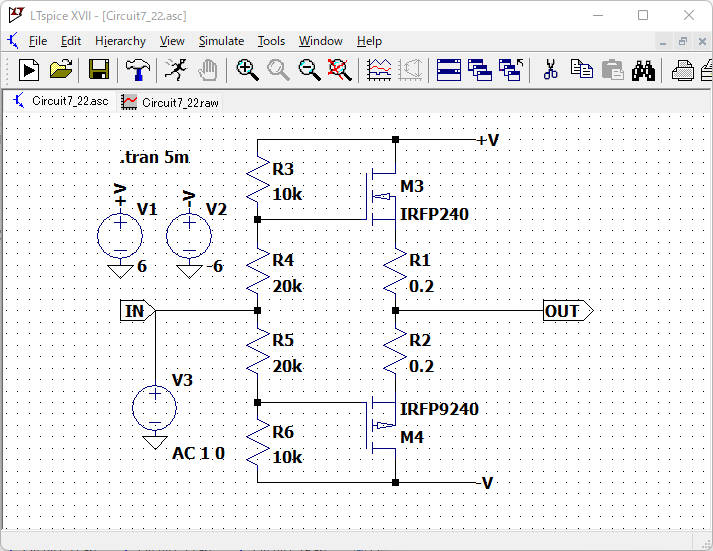 LTspice XVII - [Circuit7_22.asc]
File Edit Hierarchy View Simulate Tools Window Help
Circuit7_22.asc Circuit7_22.raw
.tran 5m
+V
V1
6
-V
V2
-6
R3
10k
+V
M3
IRFP240
R4
20k
R1
0.2
IN
OUT
R5
20k
R2
0.2
V3
AC 1 0
IRFP9240
M4
R6
10k
-V